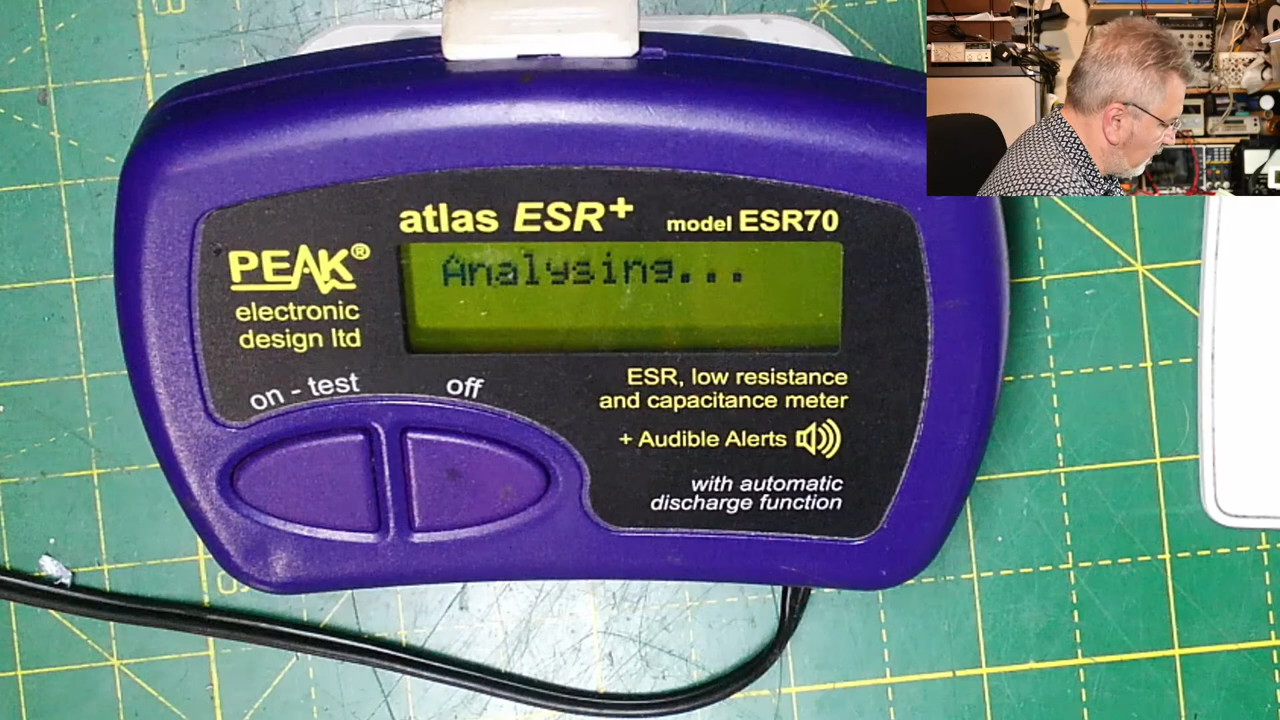 atlas ESR+ model ESR70
PEAK®
electronic
design ltd
Analysing...
on - test
off
ESR, low resistance
and capacitance meter
+ Audible Alerts
with automatic
discharge function